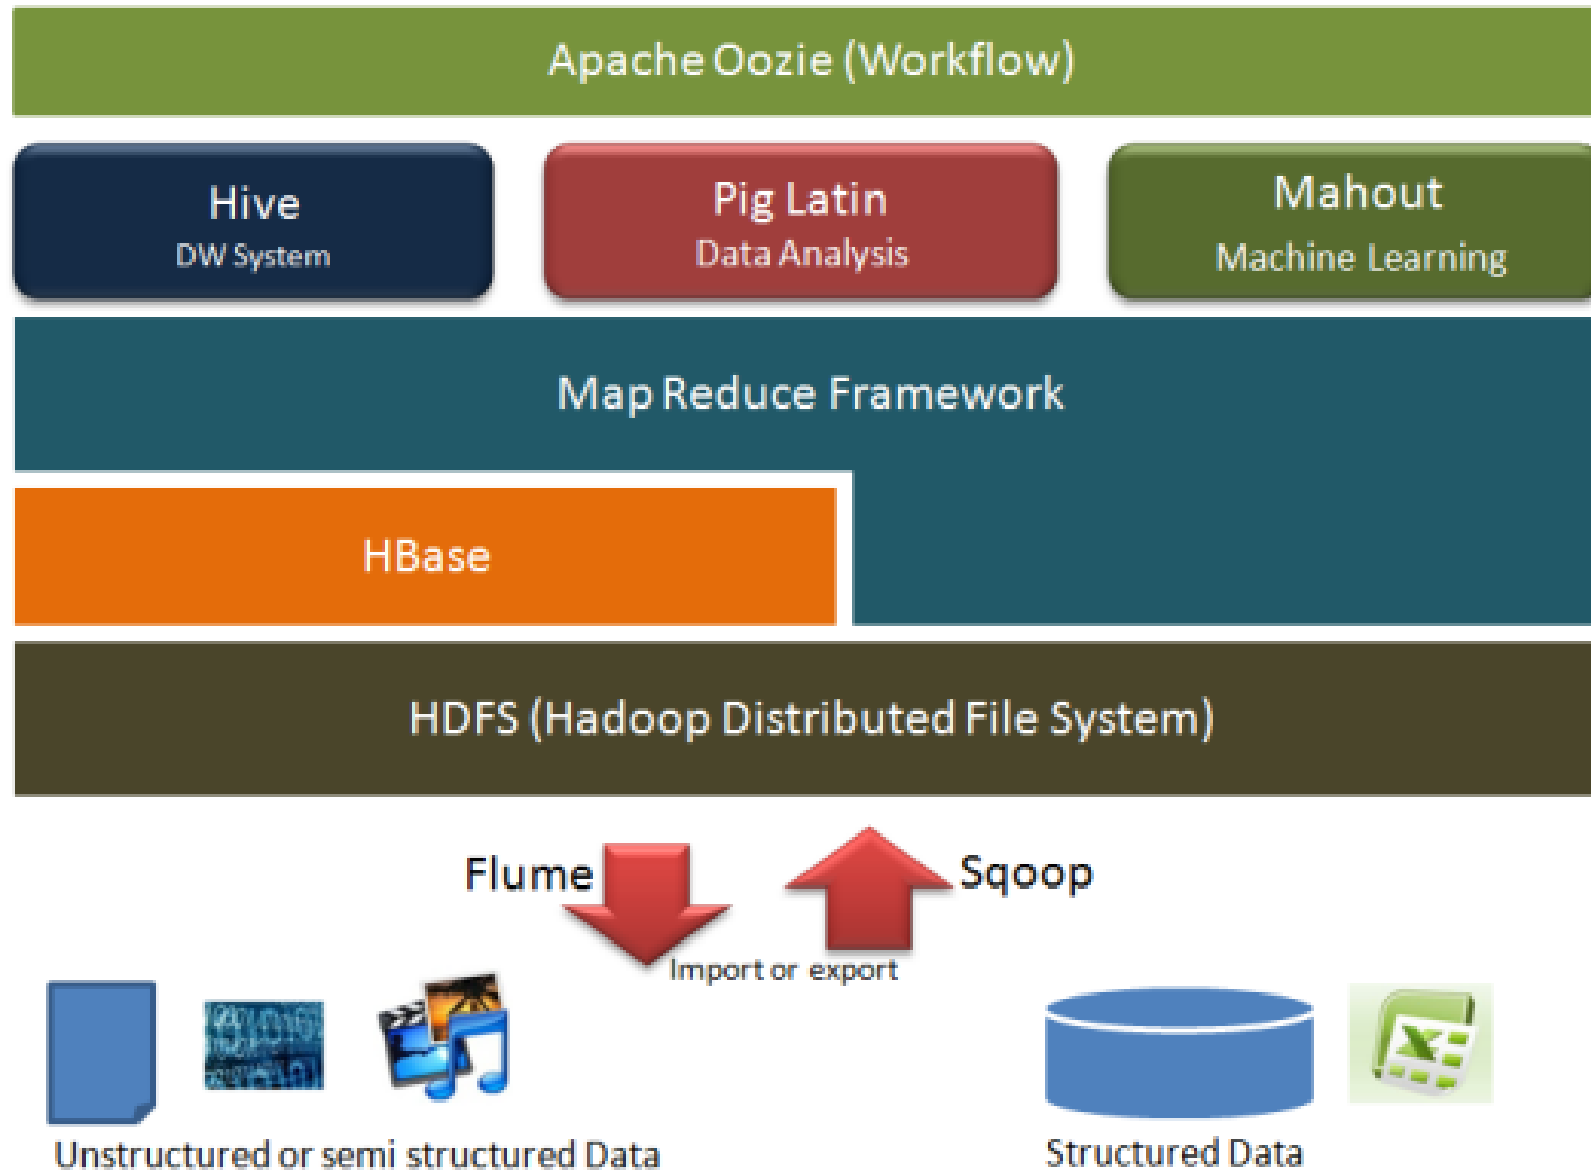 Apache Oozie (Workflow)
Hive
DW System
Pig Latin
Data Analysis
Mahout
Machine Learning
Map Reduce Framework
HBase
HDFS (Hadoop Distributed File System)
Flume
Sqoop
Import or export
Unstructured or semi structured Data
Structured Data